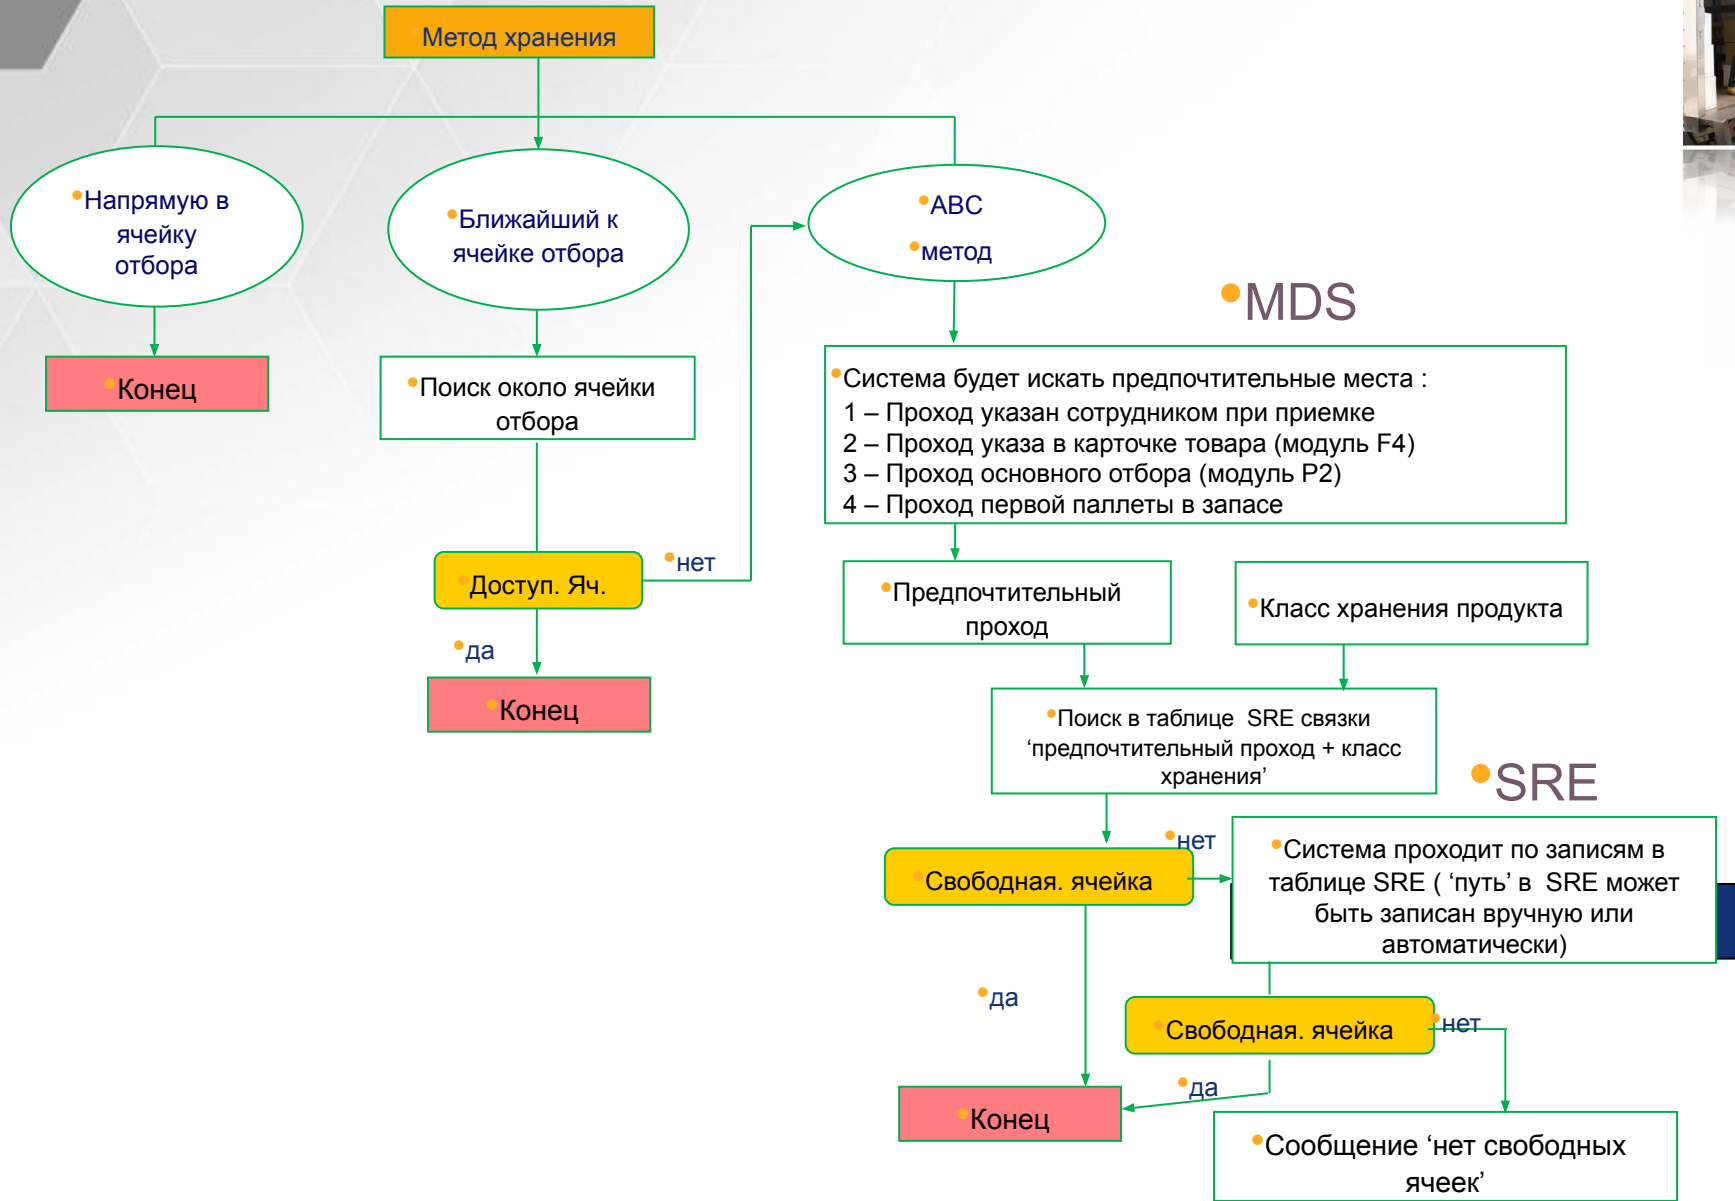 •Метод хранения
•Напрямую в
ячейку
отбора
•Ближайший к
ячейке отбора
•ABC
•метод
•MDS
•Конец
•Поиск около ячейки
отбора
•Система будет искать предпочтительные места :
1 – Проход указан сотрудником при приемке
2 – Проход указа в карточке товара (модуль F4)
3 – Проход основного отбора (модуль P2)
4 – Проход первой паллеты в запасе
•Доступ. Яч.
•нет
•да
•Конец
•Предпочтительный
проход
•Класс хранения продукта
•Поиск в таблице SRE связки
‘предпочтительный проход + класс
хранения’
•SRE
•Свободная. ячейка
•нет
•Система проходит по записям в
таблице SRE ( ‘путь’ в SRE может
быть записан вручную или
автоматически)
•да
•Свободная. ячейка
•нет
•да
•Конец
•Сообщение ‘нет свободных
ячеек’